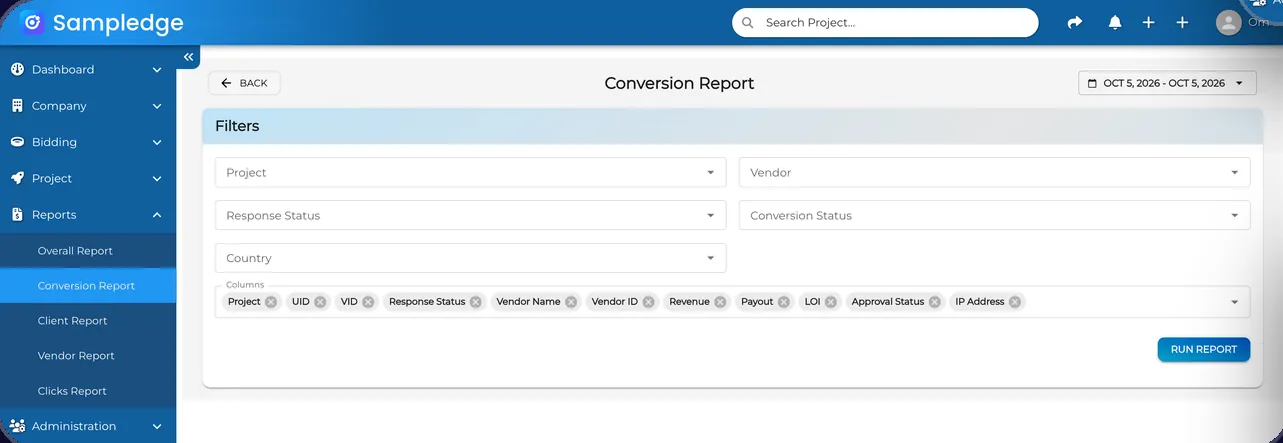 Sampledge
Search Project...
Om
Dashboard
Company
Bidding
Project
Reports
Overall Report
Conversion Report
Client Report
Vendor Report
Clicks Report
Administration
BACK
Conversion Report
OCT 5, 2026 - OCT 5, 2026
Filters
Project
Vendor
Response Status
Conversion Status
Country
Columns
Project UID VID Response Status Vendor Name Vendor ID Revenue Payout LOI Approval Status IP Address
RUN REPORT